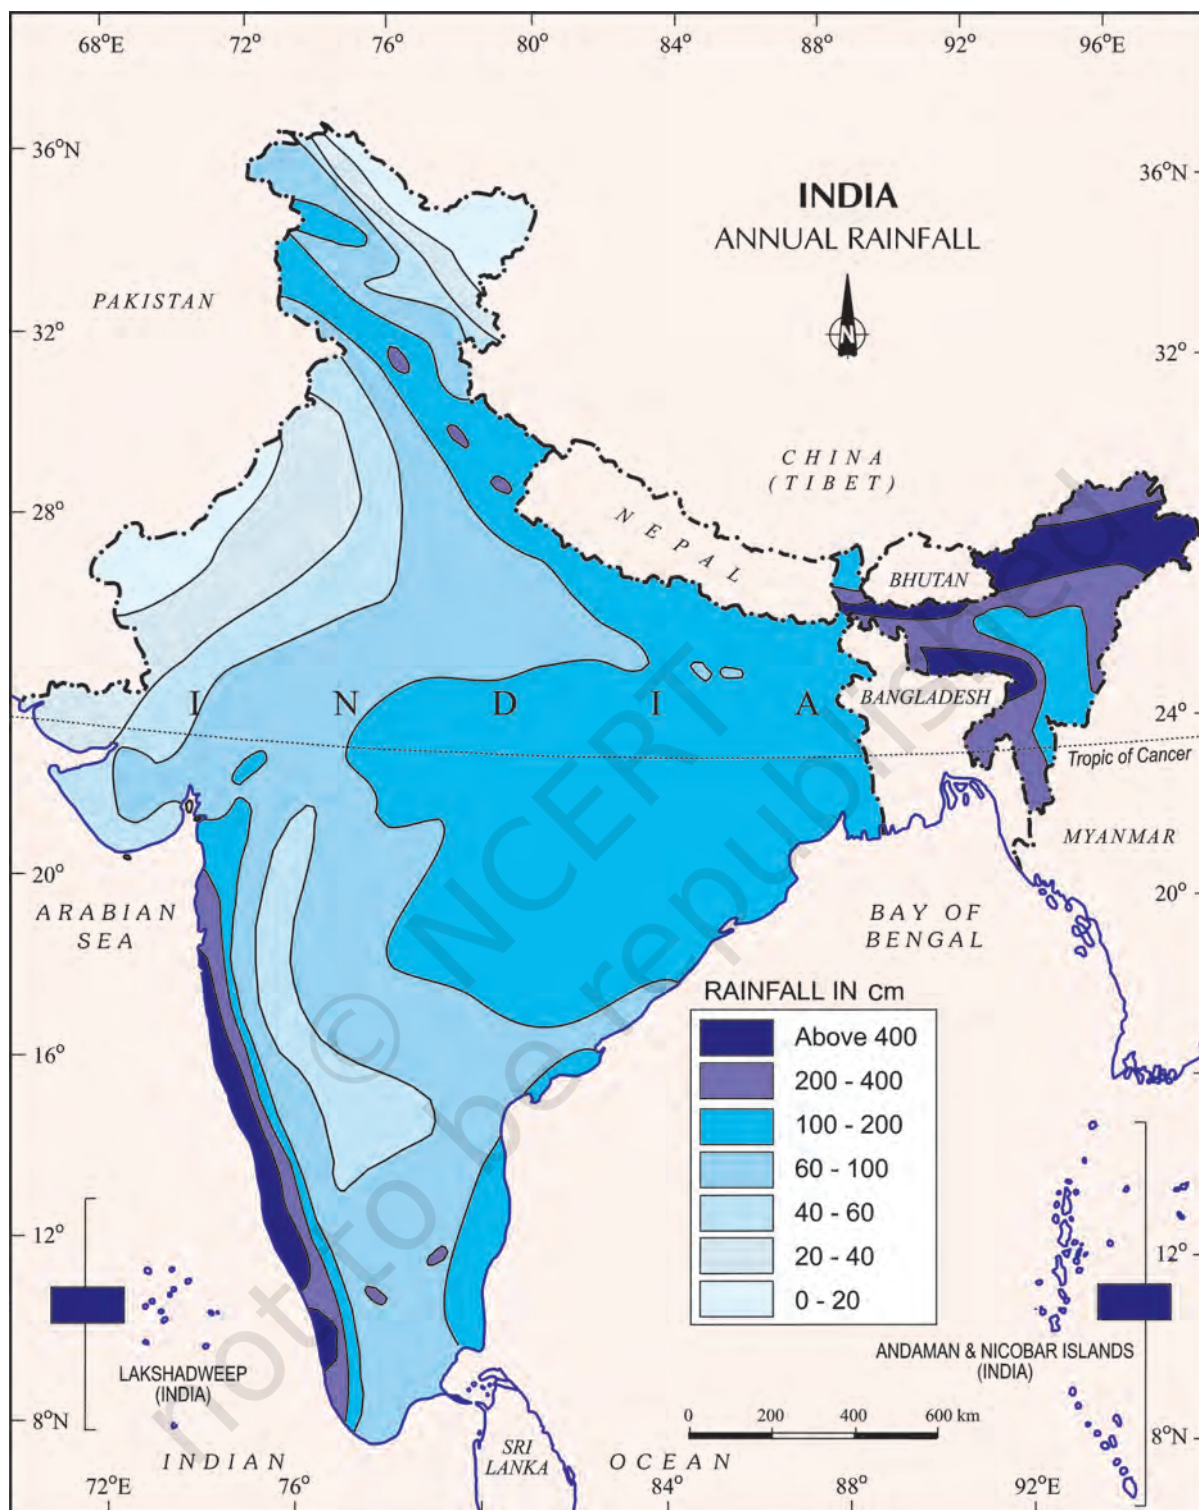 68°E 72° 76° 80° 84° 88° 92° 96°E
36°N
36°N
INDIA
ANNUAL RAINFALL
N
PAKISTAN
32°
32°
CHINA
(TIBET)
28°
NEPAL
BHUTAN
INDIA
BANGLADESH
24°
Tropic of Cancer
MYANMAR
20°
20°
ARABIAN
SEA
BAY OF
BENGAL
RAINFALL IN cm
Above 400
200 - 400
100 - 200
60 - 100
40 - 60
20 - 40
0 - 20
16°
12°
12°
LAKSHADWEEP
(INDIA)
ANDAMAN & NICOBAR ISLANDS
(INDIA)
0 200 400 600 km
8°N
8°N
INDIAN OCEAN
SRI
LANKA
72°E 76° 80° 84° 88° 92°E
© NCERT
not to be republished